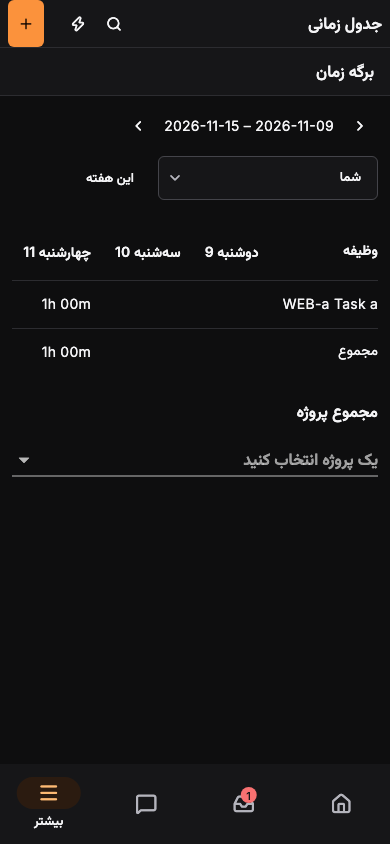 جدول زمانی
برگه زمان
2026-11-09 – 2026-11-15
شما
این هفته
وظیفه دوشنبه 9 سه‌شنبه 10 چهارشنبه 11
WEB-a Task a 1h 00m
مجموع 1h 00m
مجموع پروژه
یک پروژه انتخاب کنید
1
بیشتر